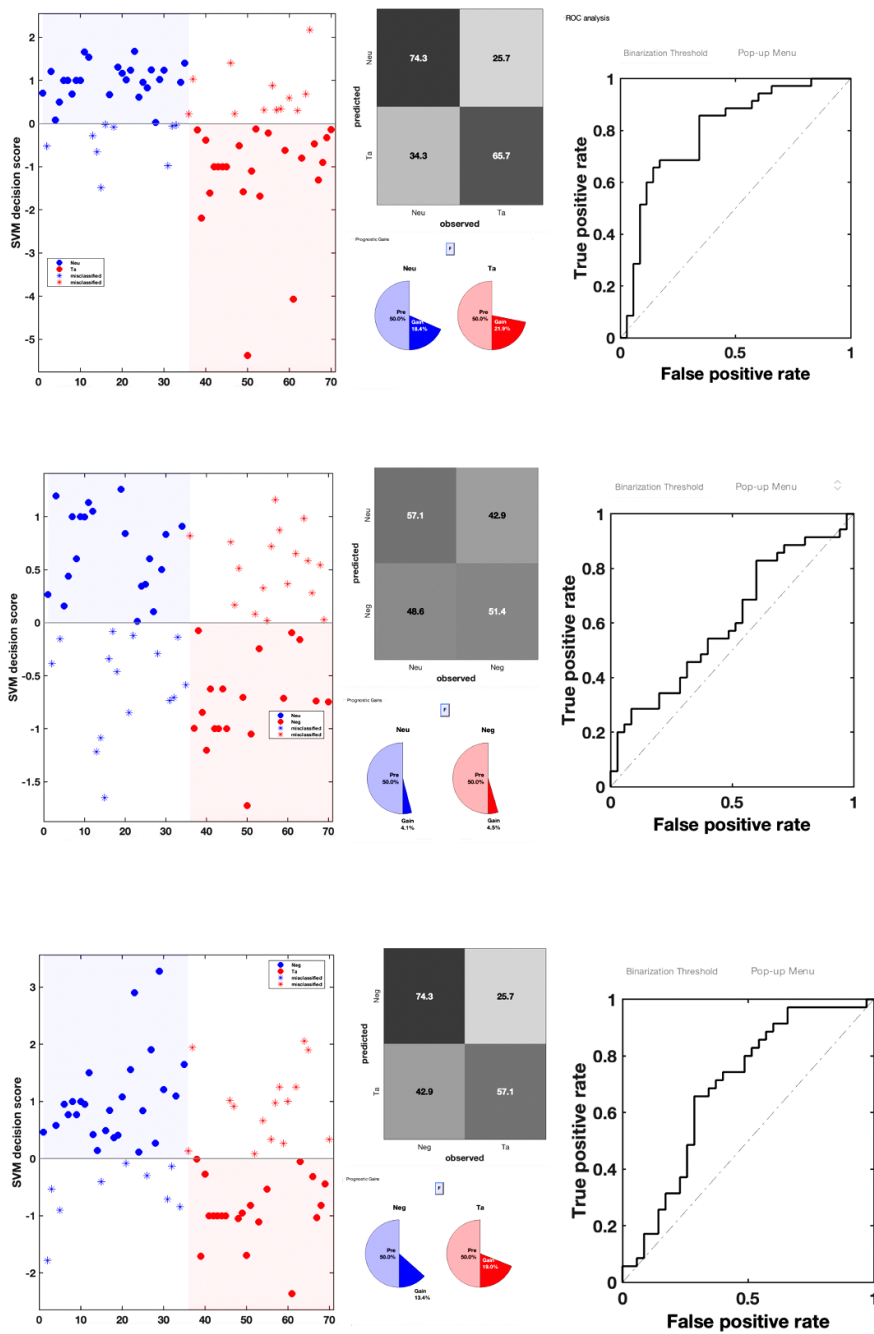 ROC analysis
Binarization Threshold Pop-up Menu
SVM decision score
2
1
0
-1
-2
-3
-4
-5
0 10 20 30 40 50 60 70
Neu
Ta
misclassified
misclassified
predicted
Neu
Ta
74.3 25.7
34.3 65.7
Neu Ta
observed
Prognostic Gains
F
Neu Ta
Pre
50.0%
Gain
18.4%
Pre
50.0%
Gain
21.9%
True positive rate
1
0.8
0.6
0.4
0.2
0
0 0.5 1
False positive rate
SVM decision score
1
0.5
0
-0.5
-1
-1.5
0 10 20 30 40 50 60 70
Neu
Neg
misclassified
misclassified
predicted
Neu
Neg
57.1 42.9
48.6 51.4
Neu Neg
observed
Prognostic Gains
F
Neu Neg
Pre
50.0%
Gain
4.1%
Pre
50.0%
Gain
4.5%
Binarization Threshold Pop-up Menu
True positive rate
1
0.8
0.6
0.4
0.2
0
0 0.5 1
False positive rate
SVM decision score
3
2
1
0
-1
-2
0 10 20 30 40 50 60 70
Neg
Ta
misclassified
misclassified
predicted
Neg
Ta
74.3 25.7
42.9 57.1
Neg Ta
observed
Prognostic Gains
F
Neg Ta
Pre
50.0%
Gain
13.4%
Pre
50.0%
Gain
19.0%
Binarization Threshold Pop-up Menu
True positive rate
1
0.8
0.6
0.4
0.2
0
0 0.5 1
False positive rate